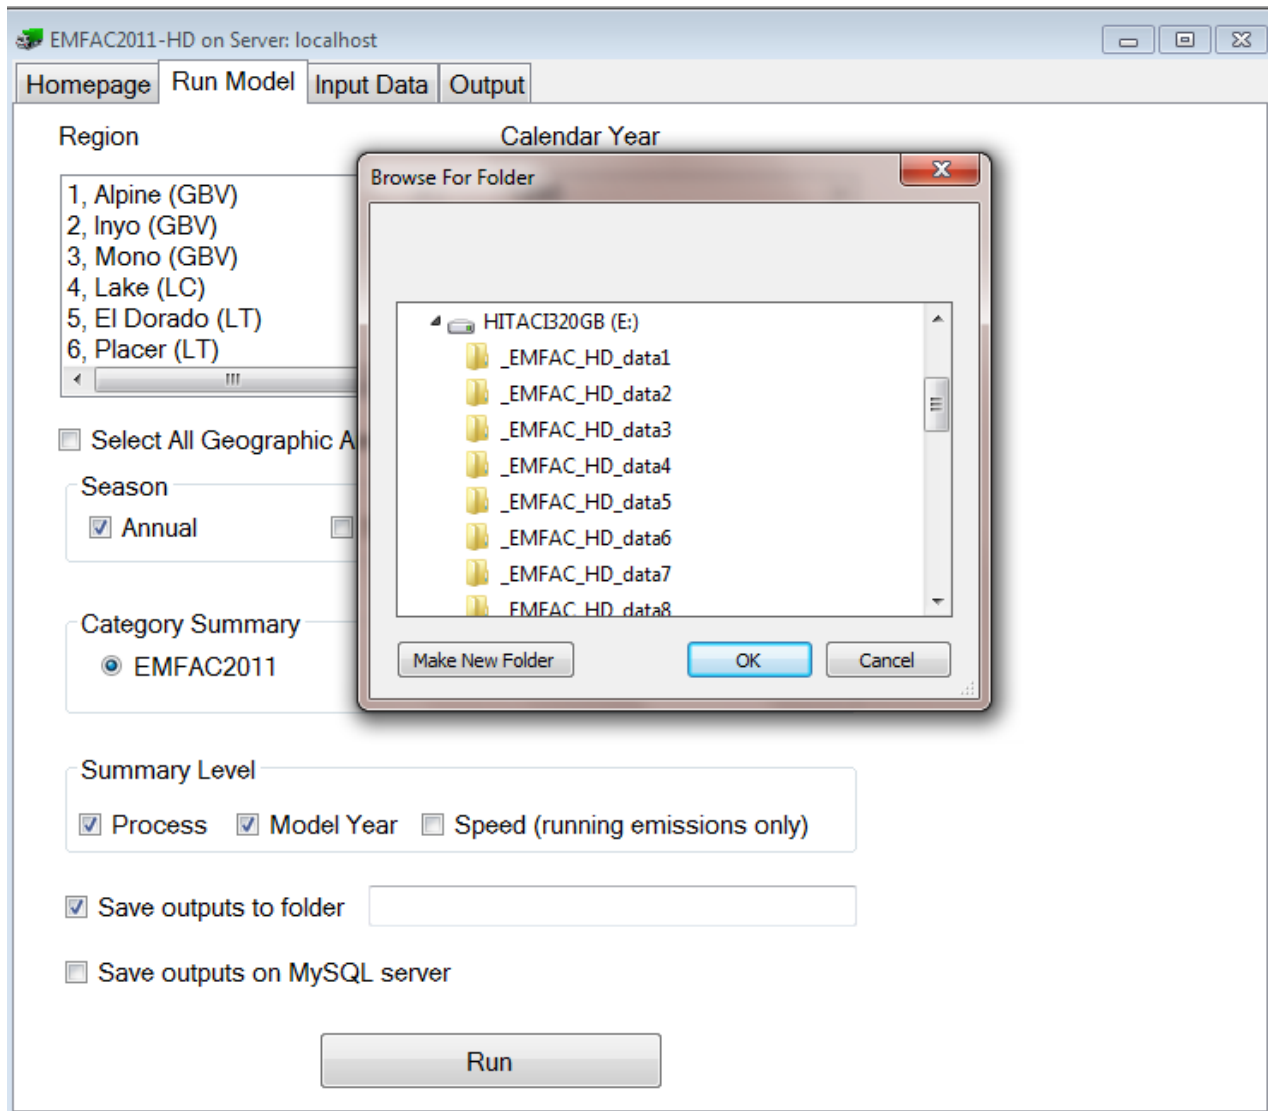 EMFAC2011-HD on Server: localhost
Homepage Run Model Input Data Output
Region Calendar Year
1, Alpine (GBV)
2, Inyo (GBV)
3, Mono (GBV)
4, Lake (LC)
5, El Dorado (LT)
6, Placer (LT)
Select All Geographic A
Season
Annual
Category Summary
EMFAC2011
Browse For Folder
HITACI320GB (E:)
_EMFAC_HD_data1
_EMFAC_HD_data2
_EMFAC_HD_data3
_EMFAC_HD_data4
_EMFAC_HD_data5
_EMFAC_HD_data6
_EMFAC_HD_data7
_EMFAC_HD_data8
Make New Folder OK Cancel
Summary Level
Process Model Year Speed (running emissions only)
Save outputs to folder
Save outputs on MySQL server
Run